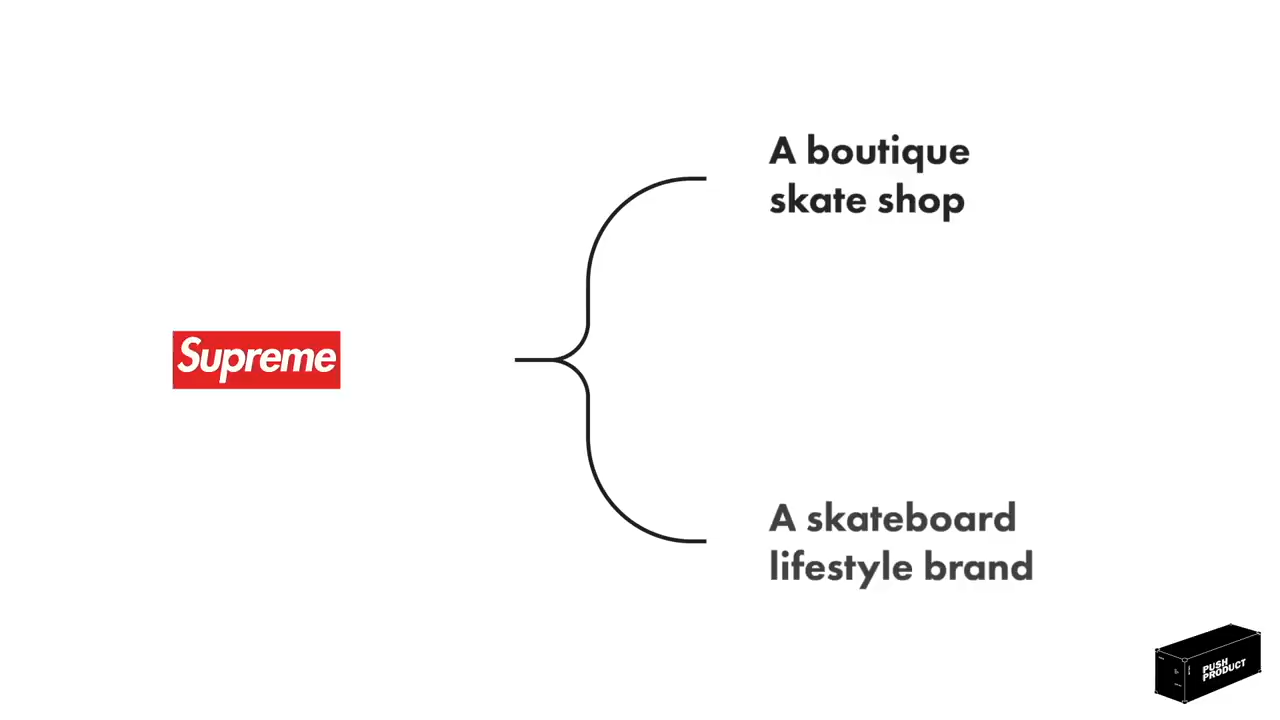 Supreme
A boutique
skate shop
A skateboard
lifestyle brand
PUSH
PRODUCT